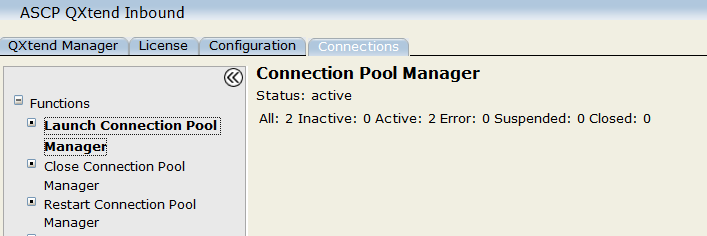 ASCP QXtend Inbound
QXtend Manager License Configuration Connections
Functions
Launch Connection Pool
Manager
Close Connection Pool
Manager
Restart Connection Pool
Manager
Connection Pool Manager
Status: active
All: 2 Inactive: 0 Active: 2 Error: 0 Suspended: 0 Closed: 0